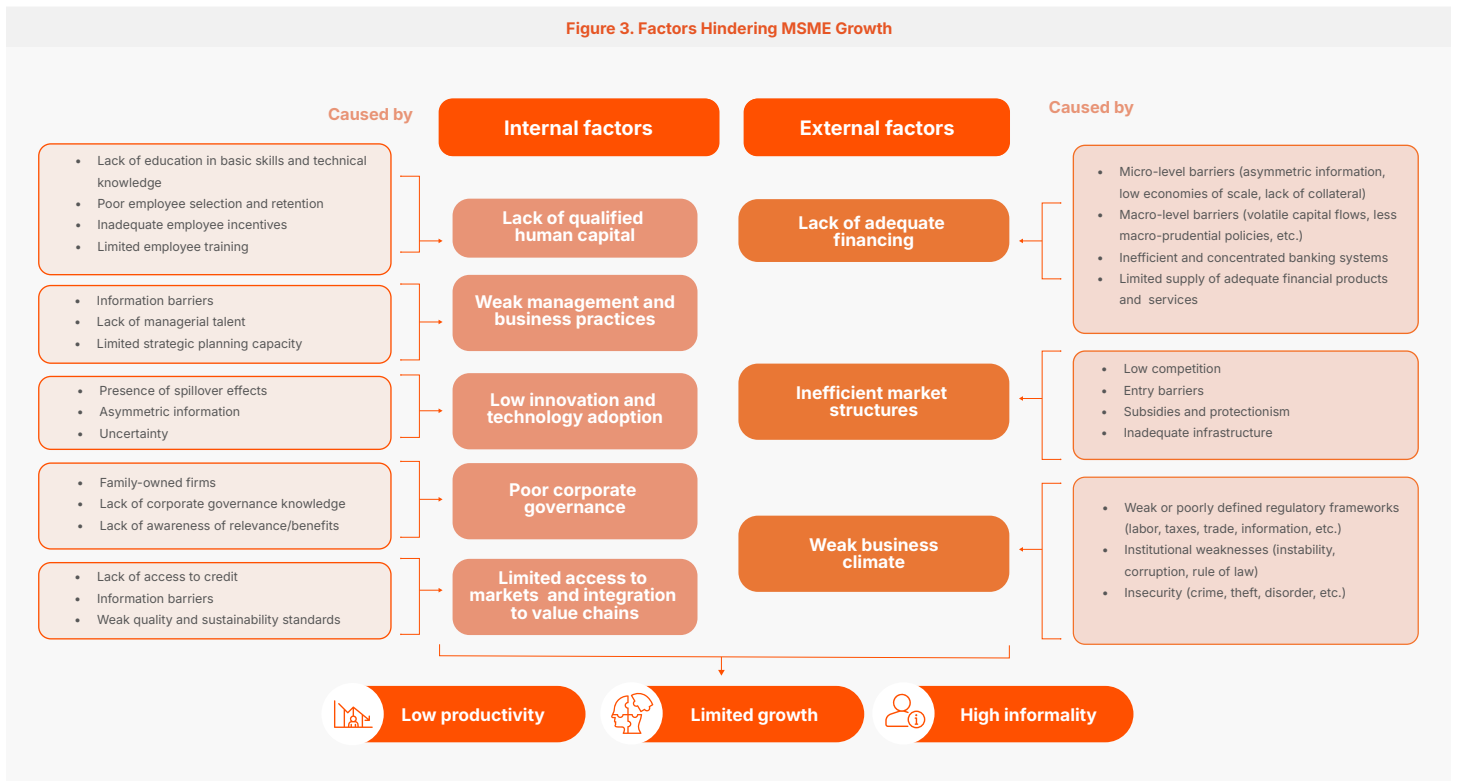 Figure 3. Factors Hindering MSME Growth
Caused by
Internal factors
External factors
Caused by
Lack of education in basic skills and technical
knowledge
Poor employee selection and retention
Inadequate employee incentives
Limited employee training
Lack of qualified
human capital
Information barriers
Lack of managerial talent
Limited strategic planning capacity
Weak management and
business practices
Presence of spillover effects
Asymmetric information
Uncertainty
Low innovation and
technology adoption
Family-owned firms
Lack of corporate governance knowledge
Lack of awareness of relevance/benefits
Poor corporate
governance
Lack of access to credit
Information barriers
Weak quality and sustainability standards
Limited access to
markets and integration
to value chains
Lack of adequate
financing
Micro-level barriers (asymmetric information,
low economies of scale, lack of collateral)
Macro-level barriers (volatile capital flows, less
macro-prudential policies, etc.)
Inefficient and concentrated banking systems
Limited supply of adequate financial products
and services
Inefficient market
structures
Low competition
Entry barriers
Subsidies and protectionism
Inadequate infrastructure
Weak business
climate
Weak or poorly defined regulatory frameworks
(labor, taxes, trade, information, etc.)
Institutional weaknesses (instability,
corruption, rule of law)
Insecurity (crime, theft, disorder, etc.)
Low productivity
Limited growth
High informality